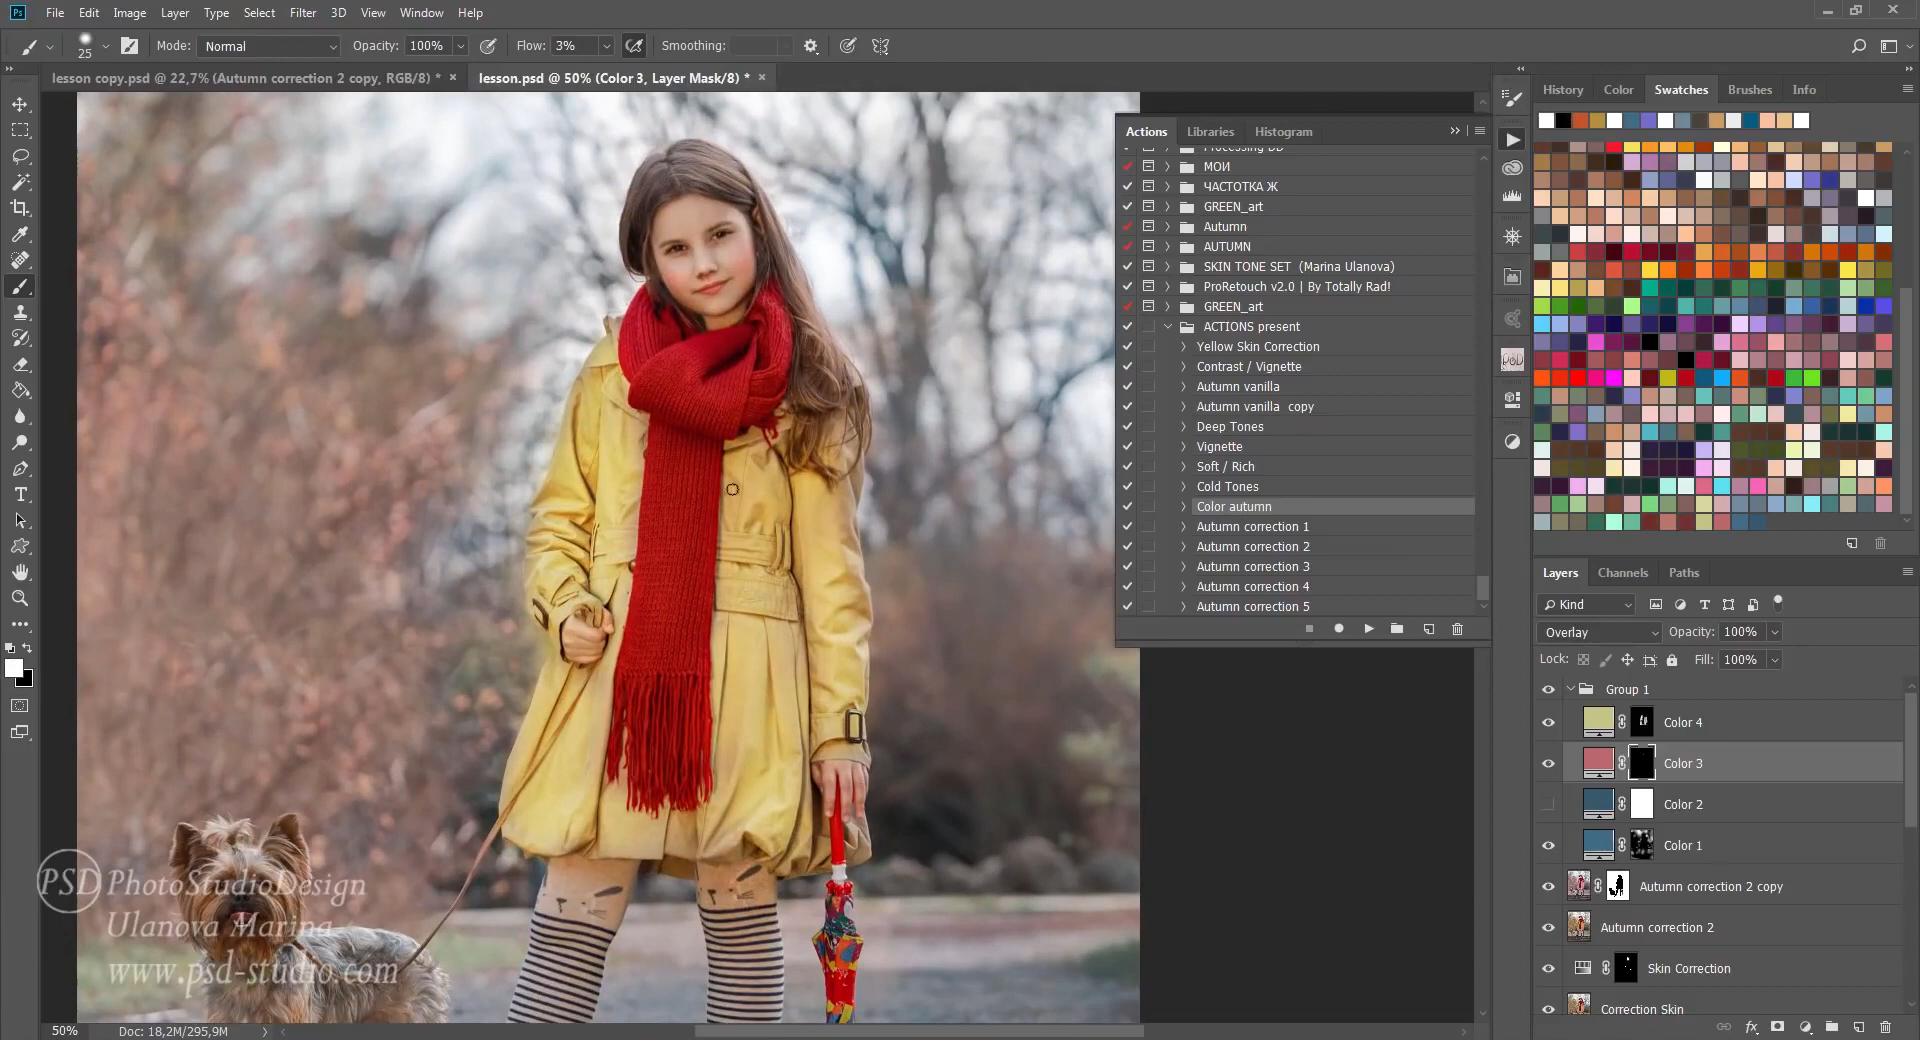 Ps File Edit Image Layer Type Select Filter 3D View Window Help
25 Mode: Normal Opacity: 100% Flow: 3% Smoothing:
lesson copy.psd @ 22,7% (Autumn correction 2 copy, RGB/8) * × lesson.psd @ 50% (Color 3, Layer Mask/8) * ×
History Color Swatches Brushes Info
Actions Libraries Histogram
Processing DD
МОИ
ЧАСТОТКА Ж
GREEN_art
Autumn
AUTUMN
SKIN TONE SET (Marina Ulanova)
ProRetouch v2.0 | By Totally Rad!
GREEN_art
ACTIONS present
Yellow Skin Correction
Contrast / Vignette
Autumn vanilla
Autumn vanilla copy
Deep Tones
Vignette
Soft / Rich
Cold Tones
Color autumn
Autumn correction 1
Autumn correction 2
Autumn correction 3
Autumn correction 4
Autumn correction 5
PSD
Layers Channels Paths
Kind
Overlay Opacity: 100%
Lock: Fill: 100%
Group 1
Color 4
Color 3
Color 2
Color 1
Autumn correction 2 copy
Autumn correction 2
Skin Correction
Correction Skin
fx
PSD PhotoStudioDesign
Ulanova Marina
www.psd-studio.com
50% Doc: 18,2M/295,9M